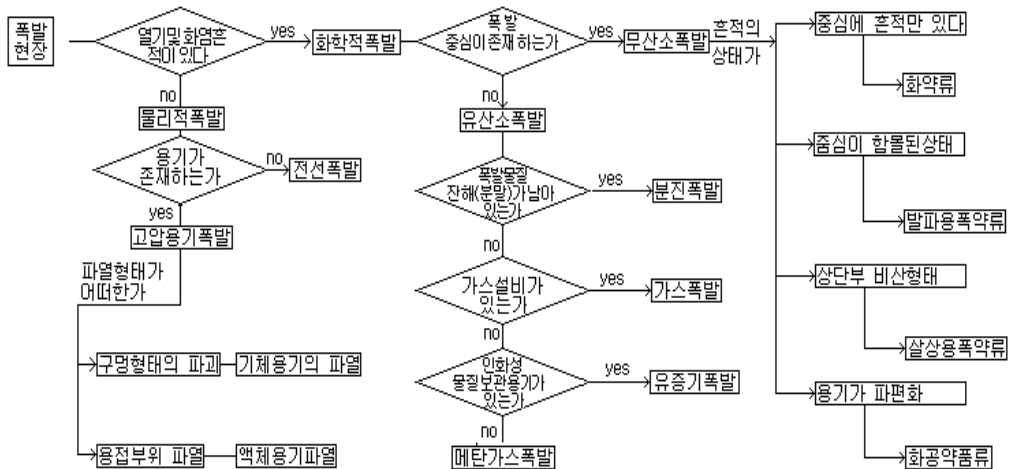 폭발
현장
열기및 화염흔
적이 있다
yes
화학적폭발
폭 발
중심이 존재 하는가
yes
무산소폭발
흔적의
상태가
중심에 흔적만 있다
화약류
no
물리적폭발
no
유산소폭발
용기가
존재하는가
no
전선폭발
줌심이 함몰된상태
발파용폭약류
폭발물질
잔해(분말)가 남아
있는가
yes
분진폭발
yes
고압용기폭발
파열형태가
어떠한가
no
가스설비가
있는가
yes
가스폭발
상단부 비산형태
살상용폭약류
구멍형태의 파괴
기체용기의 파열
no
인화성
물질보관용기가
있는가
yes
유증기폭발
용기가 파편화
화공약품류
용접부위 파열
액체용기파열
no
메탄가스폭발